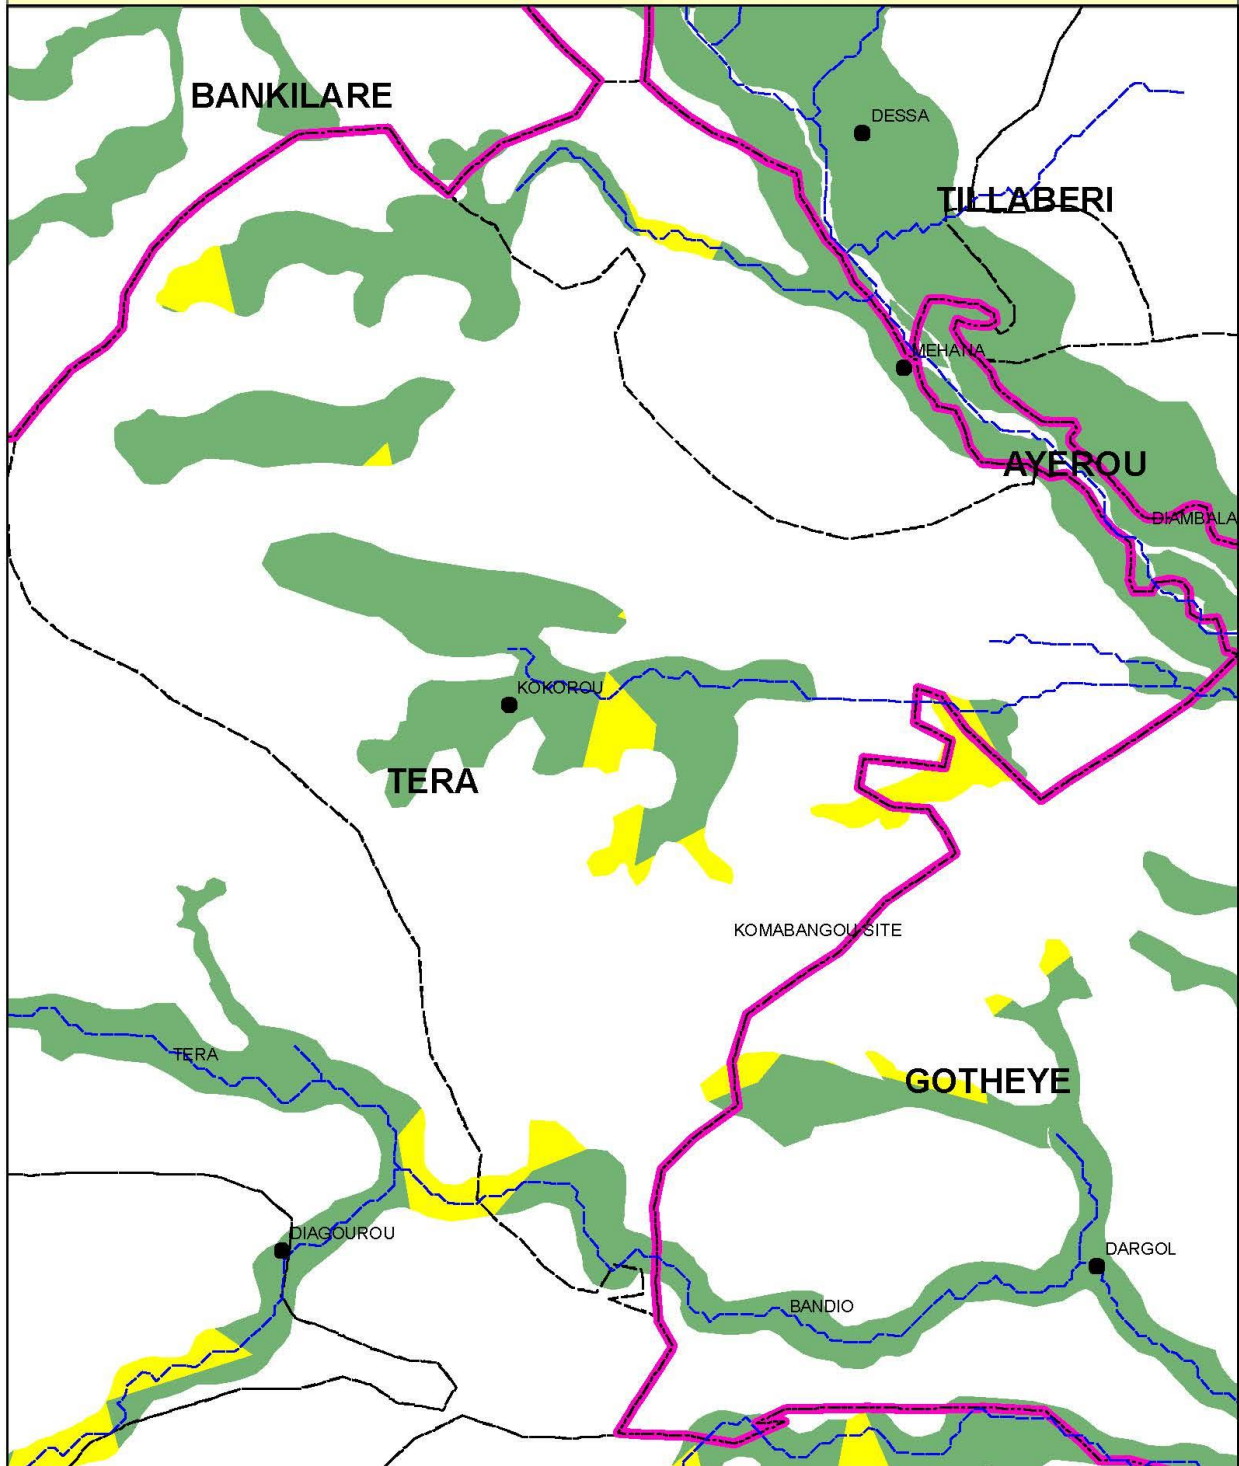 BANKILARE
DESSA
TILLABERI
MEHANA
AYEROU
DIAMBALA
KOKOROU
TERA
KOMABANGOU SITE
TERA
GOTHEYE
DIAGOUROU
DARGOL
BANDIO